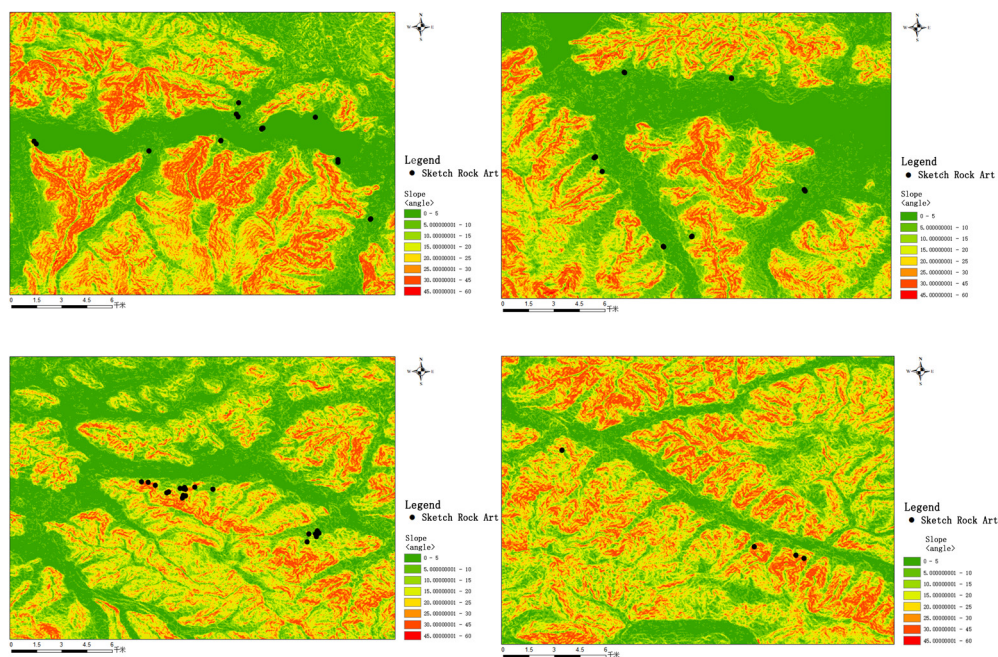 N
W E
S
Legend
Sketch Rock Art
Slope
<angle>
0 - 5
5.00000001 - 10
10.00000001 - 15
15.00000001 - 20
20.00000001 - 25
25.00000001 - 30
30.00000001 - 45
45.00000001 - 60
0 1.5 3 4.5 6
千米
N
W E
S
Legend
Sketch Rock Art
Slope
<angle>
0 - 5
5.00000001 - 10
10.00000001 - 15
15.00000001 - 20
20.00000001 - 25
25.00000001 - 30
30.00000001 - 45
45.00000001 - 60
0 1.5 3 4.5 6
千米
N
W E
S
Legend
Sketch Rock Art
Slope
<angle>
0 - 5
5.00000001 - 10
10.00000001 - 15
15.00000001 - 20
20.00000001 - 25
25.00000001 - 30
30.00000001 - 45
45.00000001 - 60
0 1.5 3 4.5 6
千米
N
W E
S
Legend
Sketch Rock Art
Slope
<angle>
0 - 5
5.00000001 - 10
10.00000001 - 15
15.00000001 - 20
20.00000001 - 25
25.00000001 - 30
30.00000001 - 45
45.00000001 - 60
0 1.5 3 4.5 6
千米